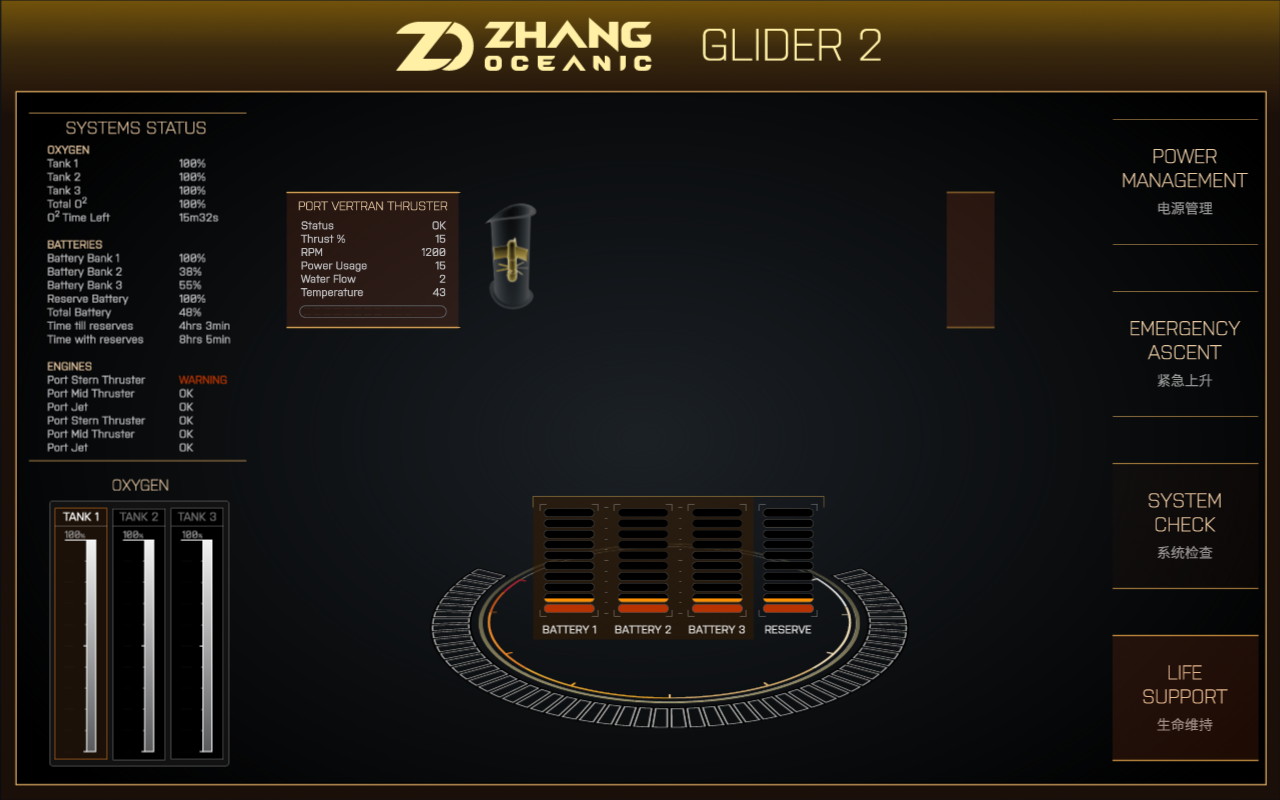 ZHANG
OCEANIC
GLIDER 2
SYSTEMS STATUS
OXYGEN
Tank 1 100%
Tank 2 100%
Tank 3 100%
Total O² 100%
O² Time Left 15m32s
BATTERIES
Battery Bank 1 100%
Battery Bank 2 38%
Battery Bank 3 55%
Reserve Battery 100%
Total Battery 48%
Time till reserves 4hrs 3min
Time with reserves 8hrs 5min
ENGINES
Port Stern Thruster WARNING
Port Mid Thruster OK
Port Jet OK
Port Stern Thruster OK
Port Mid Thruster OK
Port Jet OK
OXYGEN
TANK 1 TANK 2 TANK 3
100% 100% 100%
PORT VERTRAN THRUSTER
Status OK
Thrust % 15
RPM 1200
Power Usage 15
Water Flow 2
Temperature 43
BATTERY 1 BATTERY 2 BATTERY 3 RESERVE
POWER
MANAGEMENT
电源管理
EMERGENCY
ASCENT
紧急上升
SYSTEM
CHECK
系统检查
LIFE
SUPPORT
生命维持